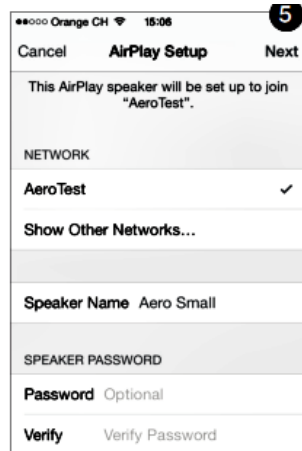 Orange CH 15:06 5
Cancel AirPlay Setup Next
This AirPlay speaker will be set up to join
“AeroTest”.
NETWORK
AeroTest
Show Other Networks...
Speaker Name Aero Small
SPEAKER PASSWORD
Password Optional
Verify Verify Password